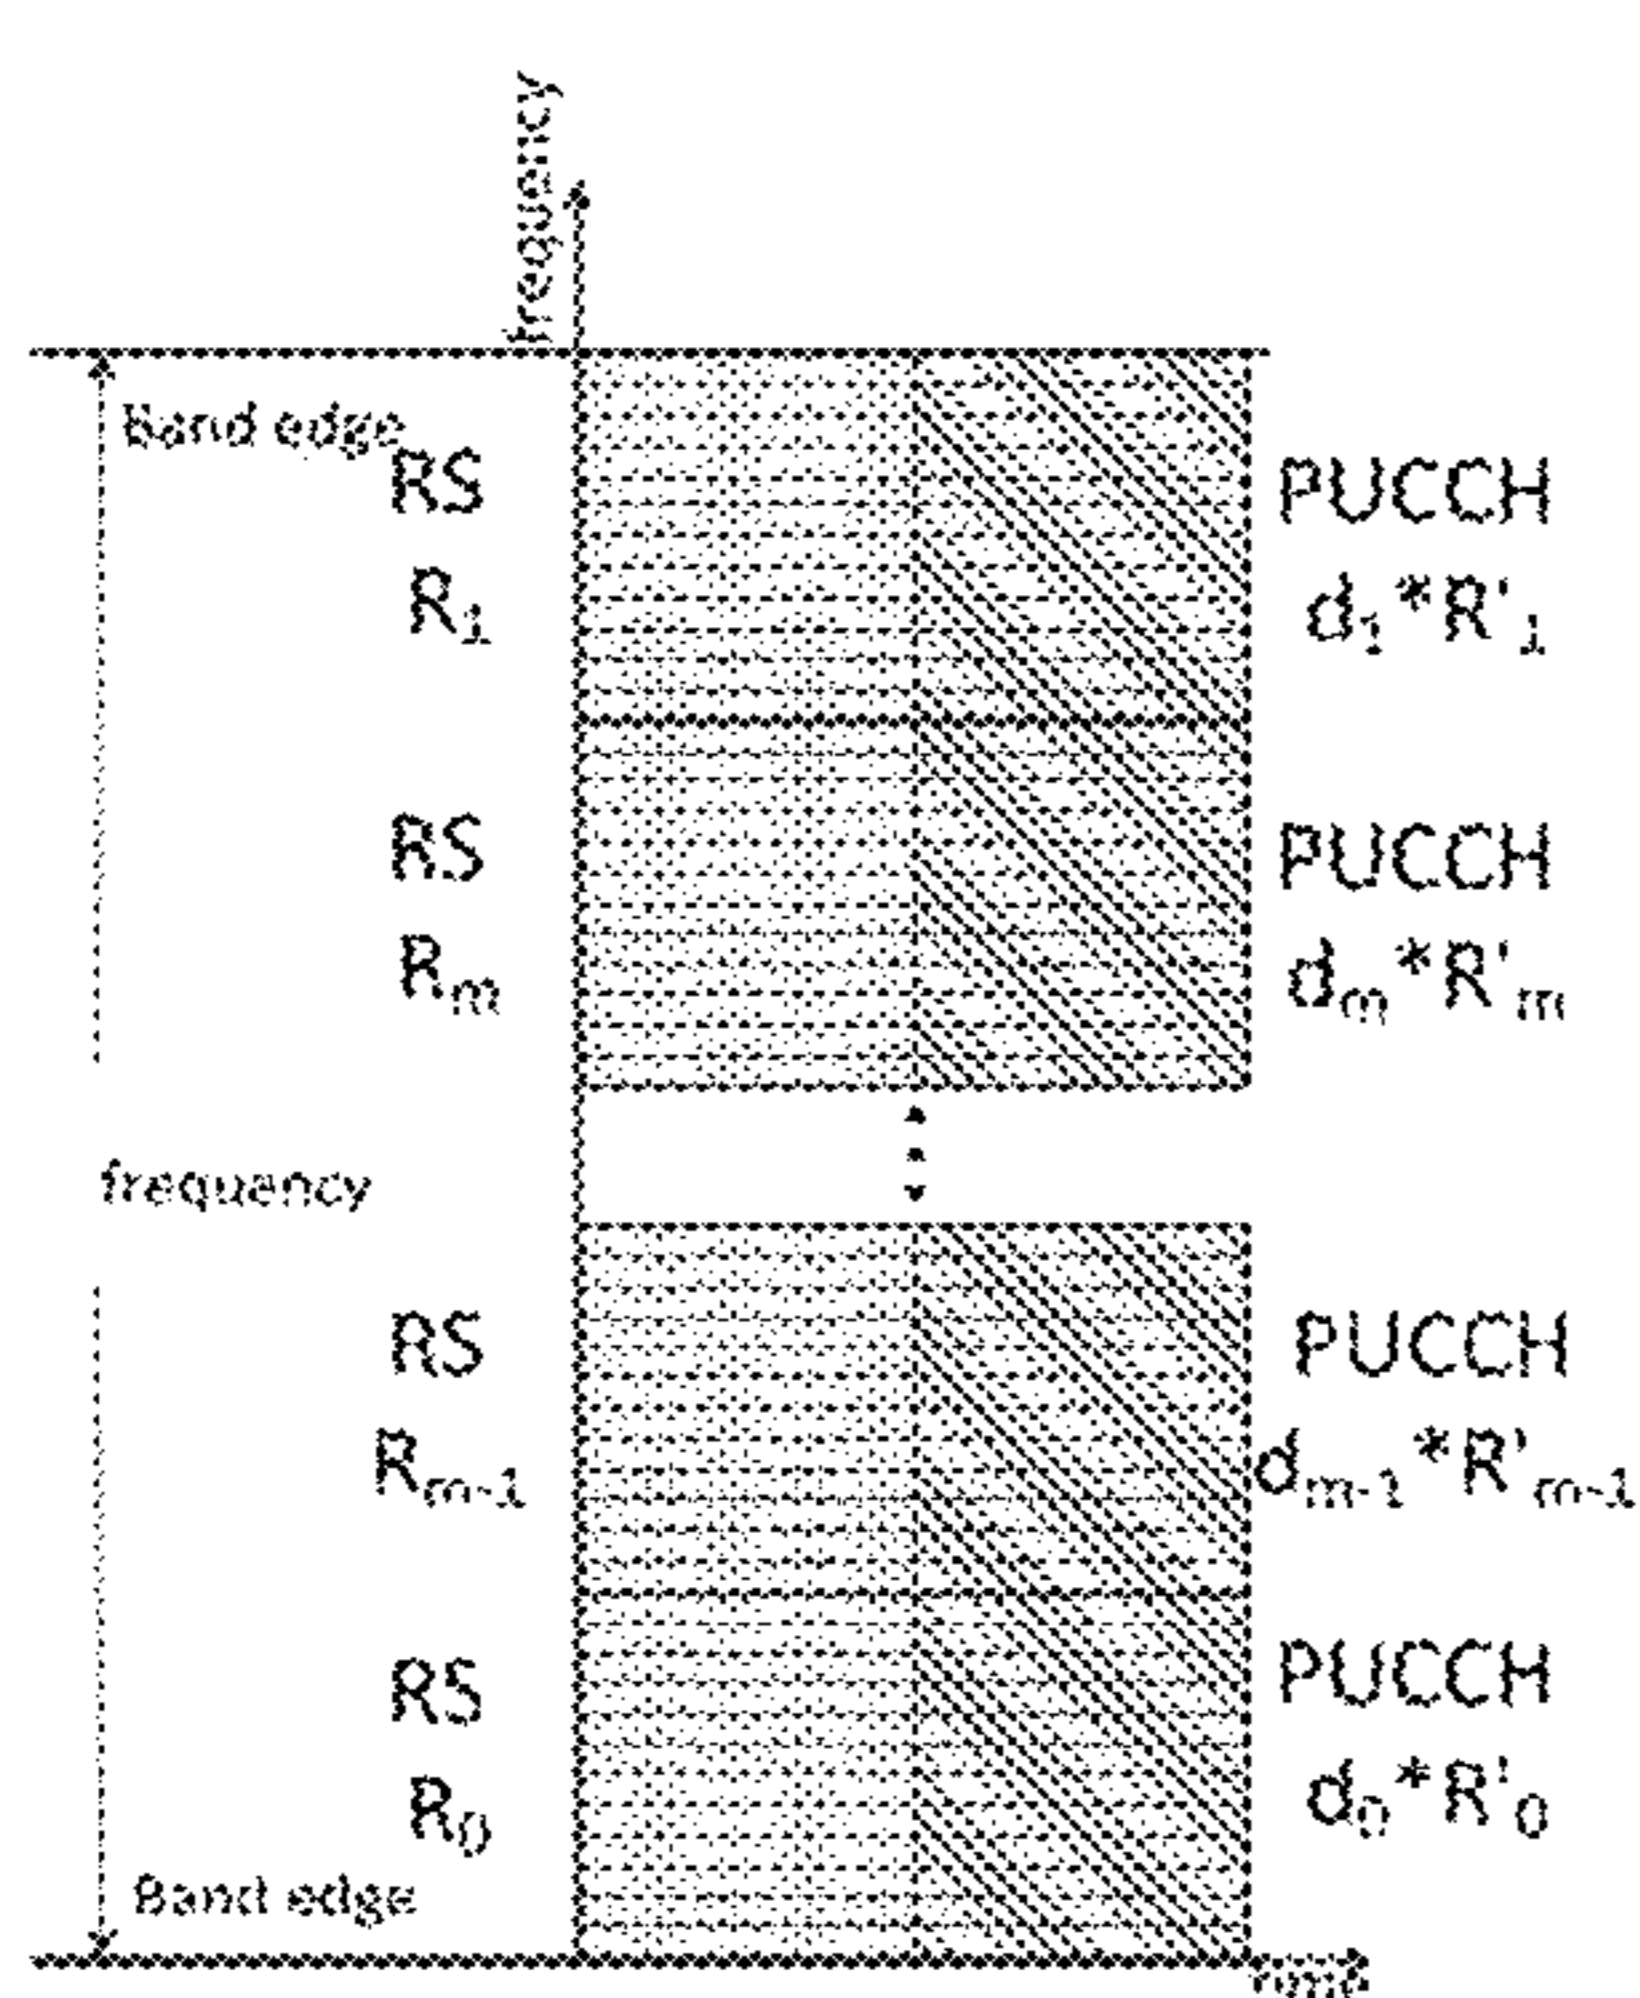 frequency
Band edge
RS
R₁
PUCCH
d₁*R'₁
RS
Rₘ
PUCCH
dₘ*R'ₘ
frequency
RS
Rₘ₋₁
PUCCH
dₘ₋₁*R'ₘ₋₁
RS
R₀
PUCCH
d₀*R'₀
Band edge
time